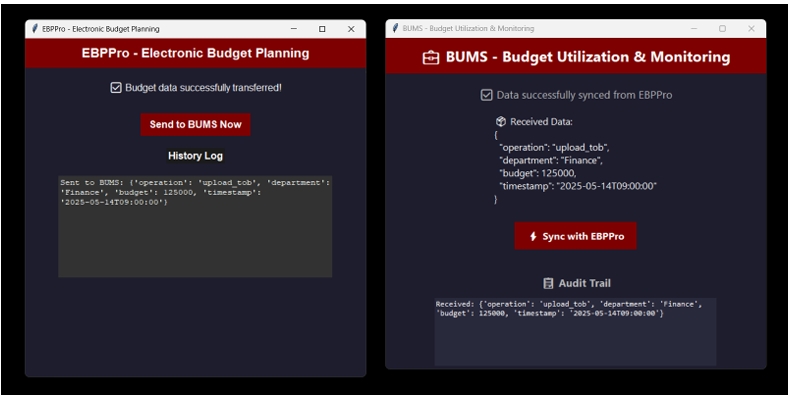 EBPPro - Electronic Budget Planning
EBPPro - Electronic Budget Planning
Budget data successfully transferred!
Send to BUMS Now
History Log
Sent to BUMS: {'operation': 'upload_tob', 'department':
'Finance', 'budget': 125000, 'timestamp':
'2025-05-14T09:00:00'}
BUMS - Budget Utilization & Monitoring
BUMS - Budget Utilization & Monitoring
Data successfully synced from EBPPro
Received Data:
{
"operation": "upload_tob",
"department": "Finance",
"budget": 125000,
"timestamp": "2025-05-14T09:00:00"
}
Sync with EBPPro
Audit Trail
Received: {'operation': 'upload_tob', 'department': 'Finance',
'budget': 125000, 'timestamp': '2025-05-14T09:00:00'}